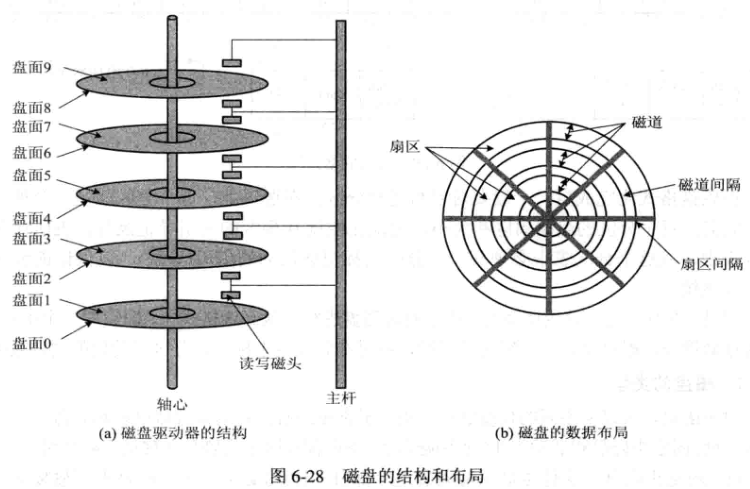 盘面9
盘面8
盘面7
盘面6
盘面5
盘面4
盘面3
盘面2
盘面1
盘面0
读写磁头
轴心
主杆
(a) 磁盘驱动器的结构
扇区
磁道
磁道间隔
扇区间隔
(b) 磁盘的数据布局
图 6-28 磁盘的结构和布局